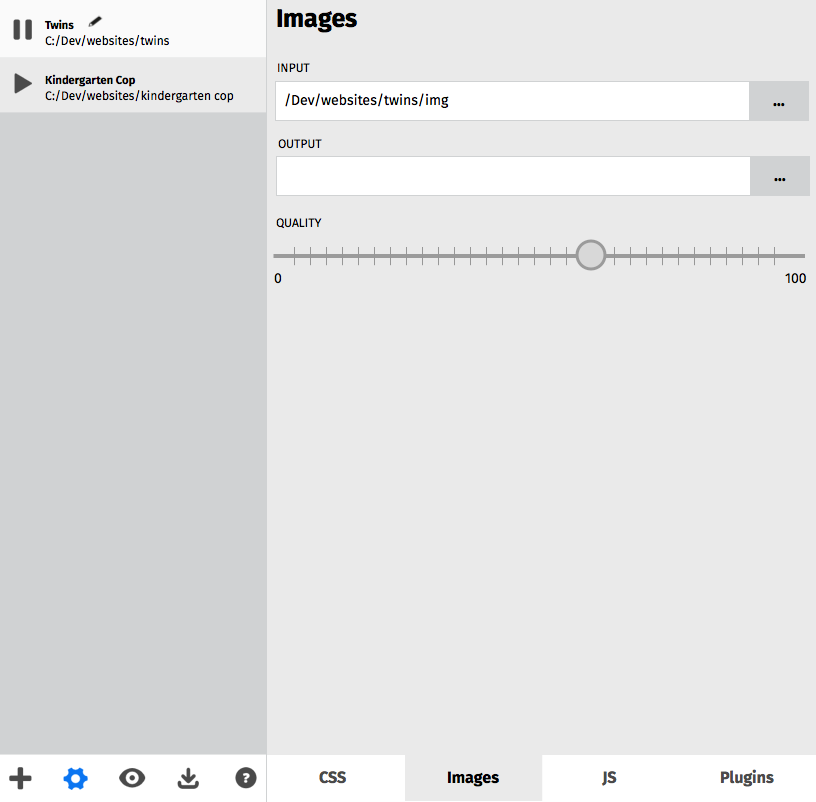 Twins
C:/Dev/websites/twins
Kindergarten Cop
C:/Dev/websites/kindergarten cop
Images
INPUT
/Dev/websites/twins/img
...
OUTPUT
...
QUALITY
0
100
?
CSS
Images
JS
Plugins